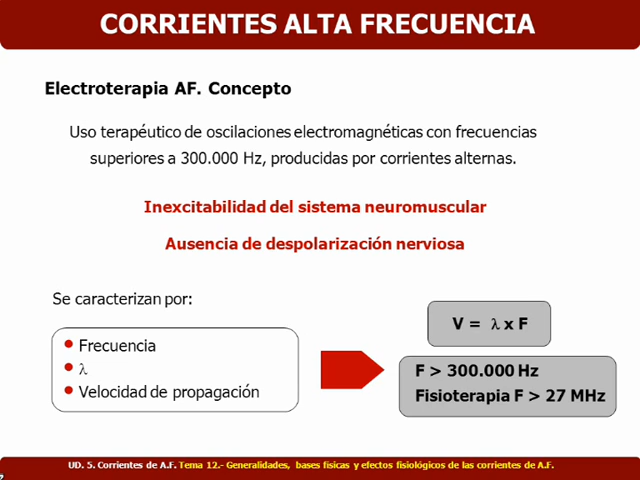 CORRIENTES ALTA FRECUENCIA
Electroterapia AF. Concepto
Uso terapéutico de oscilaciones electromagnéticas con frecuencias
superiores a 300.000 Hz, producidas por corrientes alternas.
Inexcitabilidad del sistema neuromuscular
Ausencia de despolarización nerviosa
Se caracterizan por:
• Frecuencia
• λ
• Velocidad de propagación
V = λ x F
F > 300.000 Hz
Fisioterapia F > 27 MHz
UD. 5. Corrientes de A.F. Tema 12.- Generalidades, bases físicas y efectos fisiológicos de las corrientes de A.F.